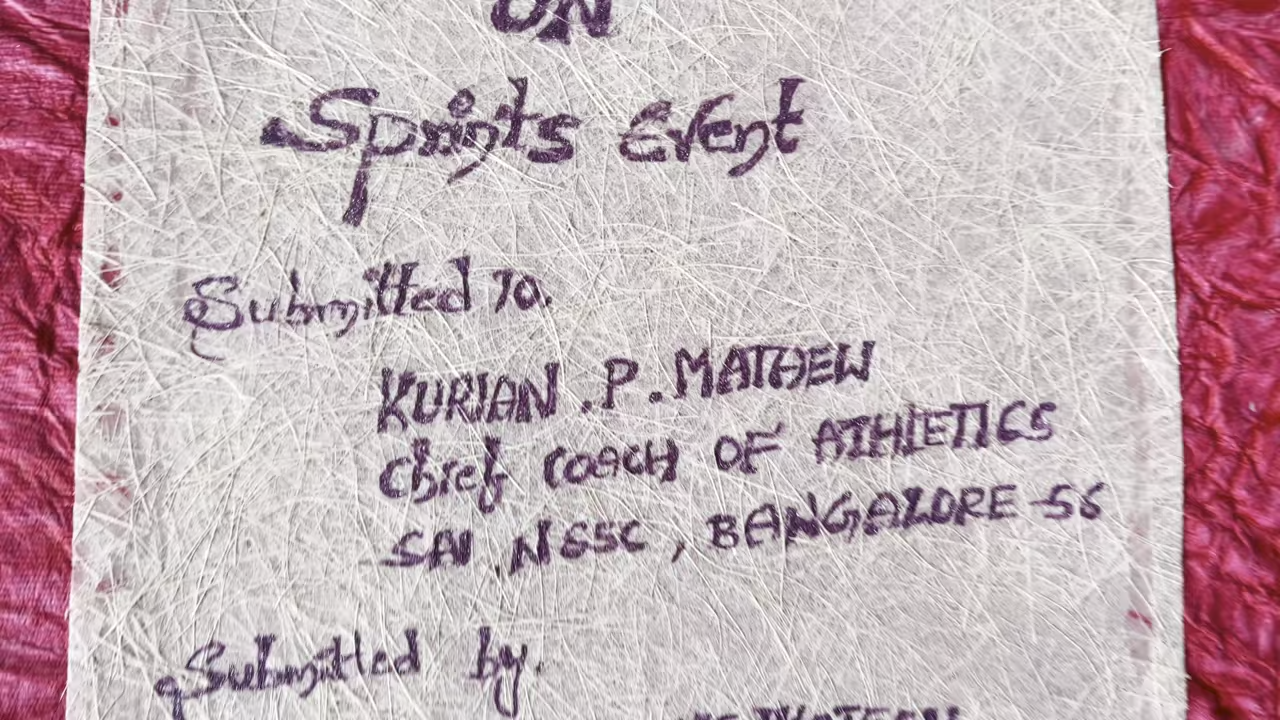 ON
Sprints Event
Submitted To.
KURIAN . P. MATHEW
Chief COACH OF ATHLETICS
SAI NSSC, BANGALORE-56
Submitted by.